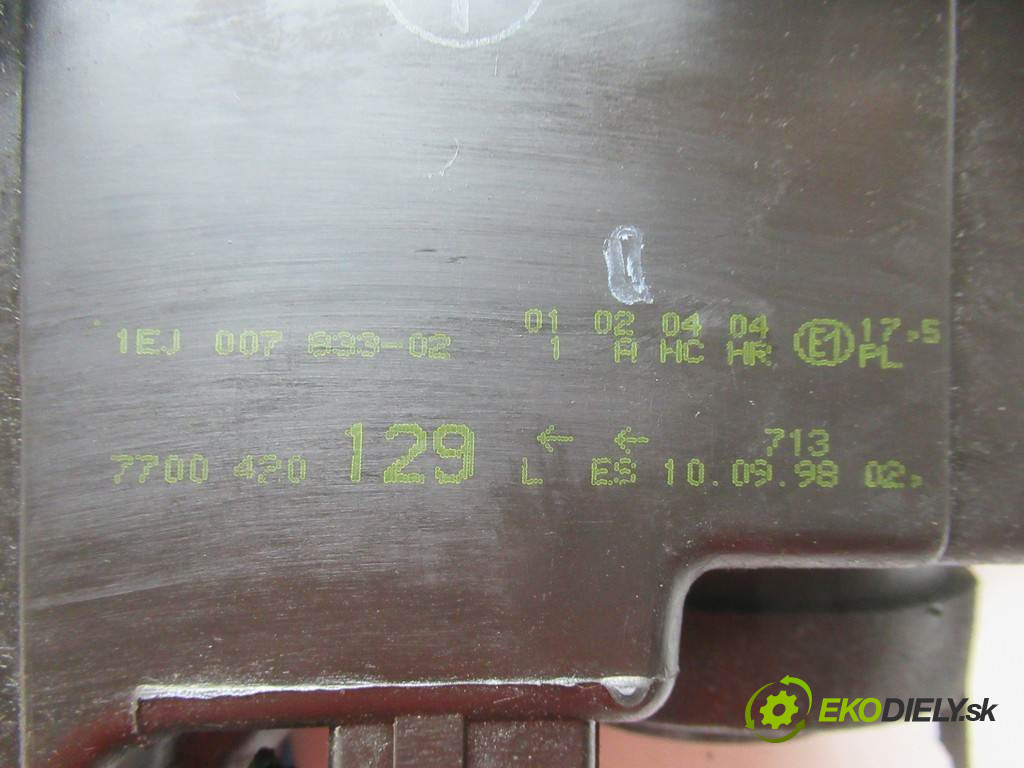 01 02 04 04 17,5
1EJ 007 833-02 1 A HC HR E1 PL
← ← 713
7700 420 129 L ES 10.09.98 02,
EKODIELY.sk